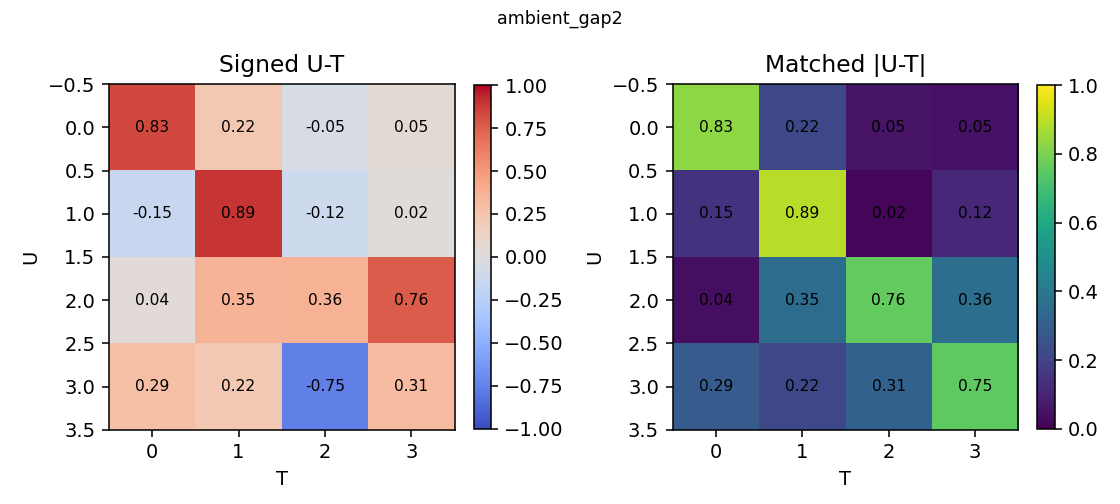 ambient_gap2
Signed U-T
Matched |U-T|
−0.5
0.0
0.5
1.0
1.5
2.0
2.5
3.0
3.5
U
0.83 0.22 -0.05 0.05
-0.15 0.89 -0.12 0.02
0.04 0.35 0.36 0.76
0.29 0.22 -0.75 0.31
0 1 2 3
T
1.00
0.75
0.50
0.25
0.00
−0.25
−0.50
−0.75
−1.00
−0.5
0.0
0.5
1.0
1.5
2.0
2.5
3.0
3.5
U
0.83 0.22 0.05 0.05
0.15 0.89 0.02 0.12
0.04 0.35 0.76 0.36
0.29 0.22 0.31 0.75
0 1 2 3
T
1.0
0.8
0.6
0.4
0.2
0.0